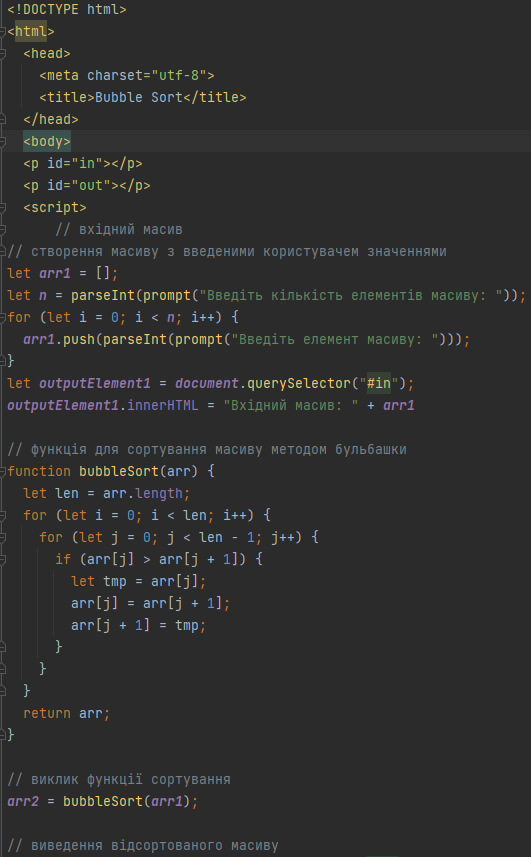 <!DOCTYPE html>
<html>
<head>
<meta charset="utf-8">
<title>Bubble Sort</title>
</head>
<body>
<p id="in"></p>
<p id="out"></p>
<script>
// вхідний масив
// створення масиву з введеними користувачем значеннями
let arr1 = [];
let n = parseInt(prompt("Введіть кількість елементів масиву: "));
for (let i = 0; i < n; i++) {
arr1.push(parseInt(prompt("Введіть елемент масиву: ")));
}
let outputElement1 = document.querySelector("#in");
outputElement1.innerHTML = "Вхідний масив: " + arr1
// функція для сортування масиву методом бульбашки
function bubbleSort(arr) {
let len = arr.length;
for (let i = 0; i < len; i++) {
for (let j = 0; j < len - 1; j++) {
if (arr[j] > arr[j + 1]) {
let tmp = arr[j];
arr[j] = arr[j + 1];
arr[j + 1] = tmp;
}
}
}
return arr;
}
// виклик функції сортування
arr2 = bubbleSort(arr1);
// виведення відсортованого масиву